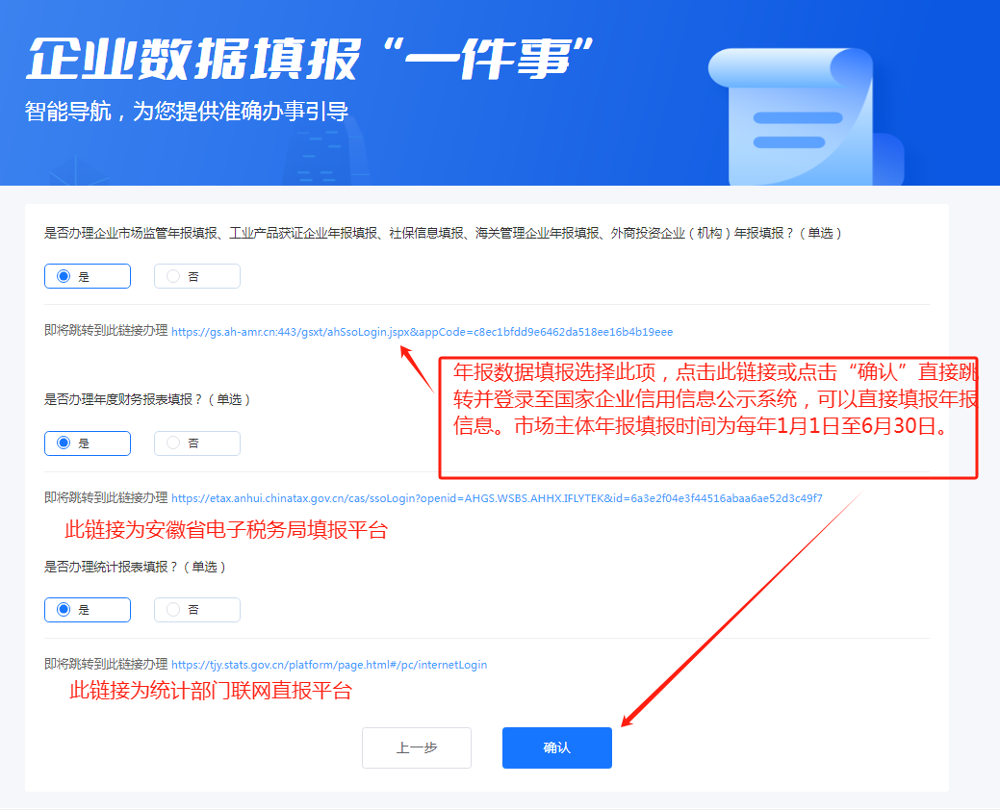 企业数据填报“一件事”
智能导航，为您提供准确办事引导
是否办理企业市场监管年报填报、工业产品获证企业年报填报、社保信息填报、海关管理企业年报填报、外商投资企业（机构）年报填报？（单选）
是 否
即将跳转到此链接办理 https://gs.ah-amr.cn:443/gsxt/ahSsoLogin.jspx&appCode=c8ec1bfdd9e6462da518ee16b4b19eee
年报数据填报选择此项，点击此链接或点击“确认”直接跳
转并登录至国家企业信用信息公示系统，可以直接填报年报
信息。市场主体年报填报时间为每年1月1日至6月30日。
是否办理年度财务报表填报？（单选）
是 否
即将跳转到此链接办理 https://etax.anhui.chinatax.gov.cn/cas/ssoLogin?openid=AHGS.WSBS.AHHX.IFLYTEK&id=6a3e2f04e3f44516abaa6ae52d3c49f7
此链接为安徽省电子税务局填报平台
是否办理统计报表填报？（单选）
是 否
即将跳转到此链接办理 https://tjy.stats.gov.cn/platform/page.html#/pc/internetLogin
此链接为统计部门联网直报平台
上一步 确认